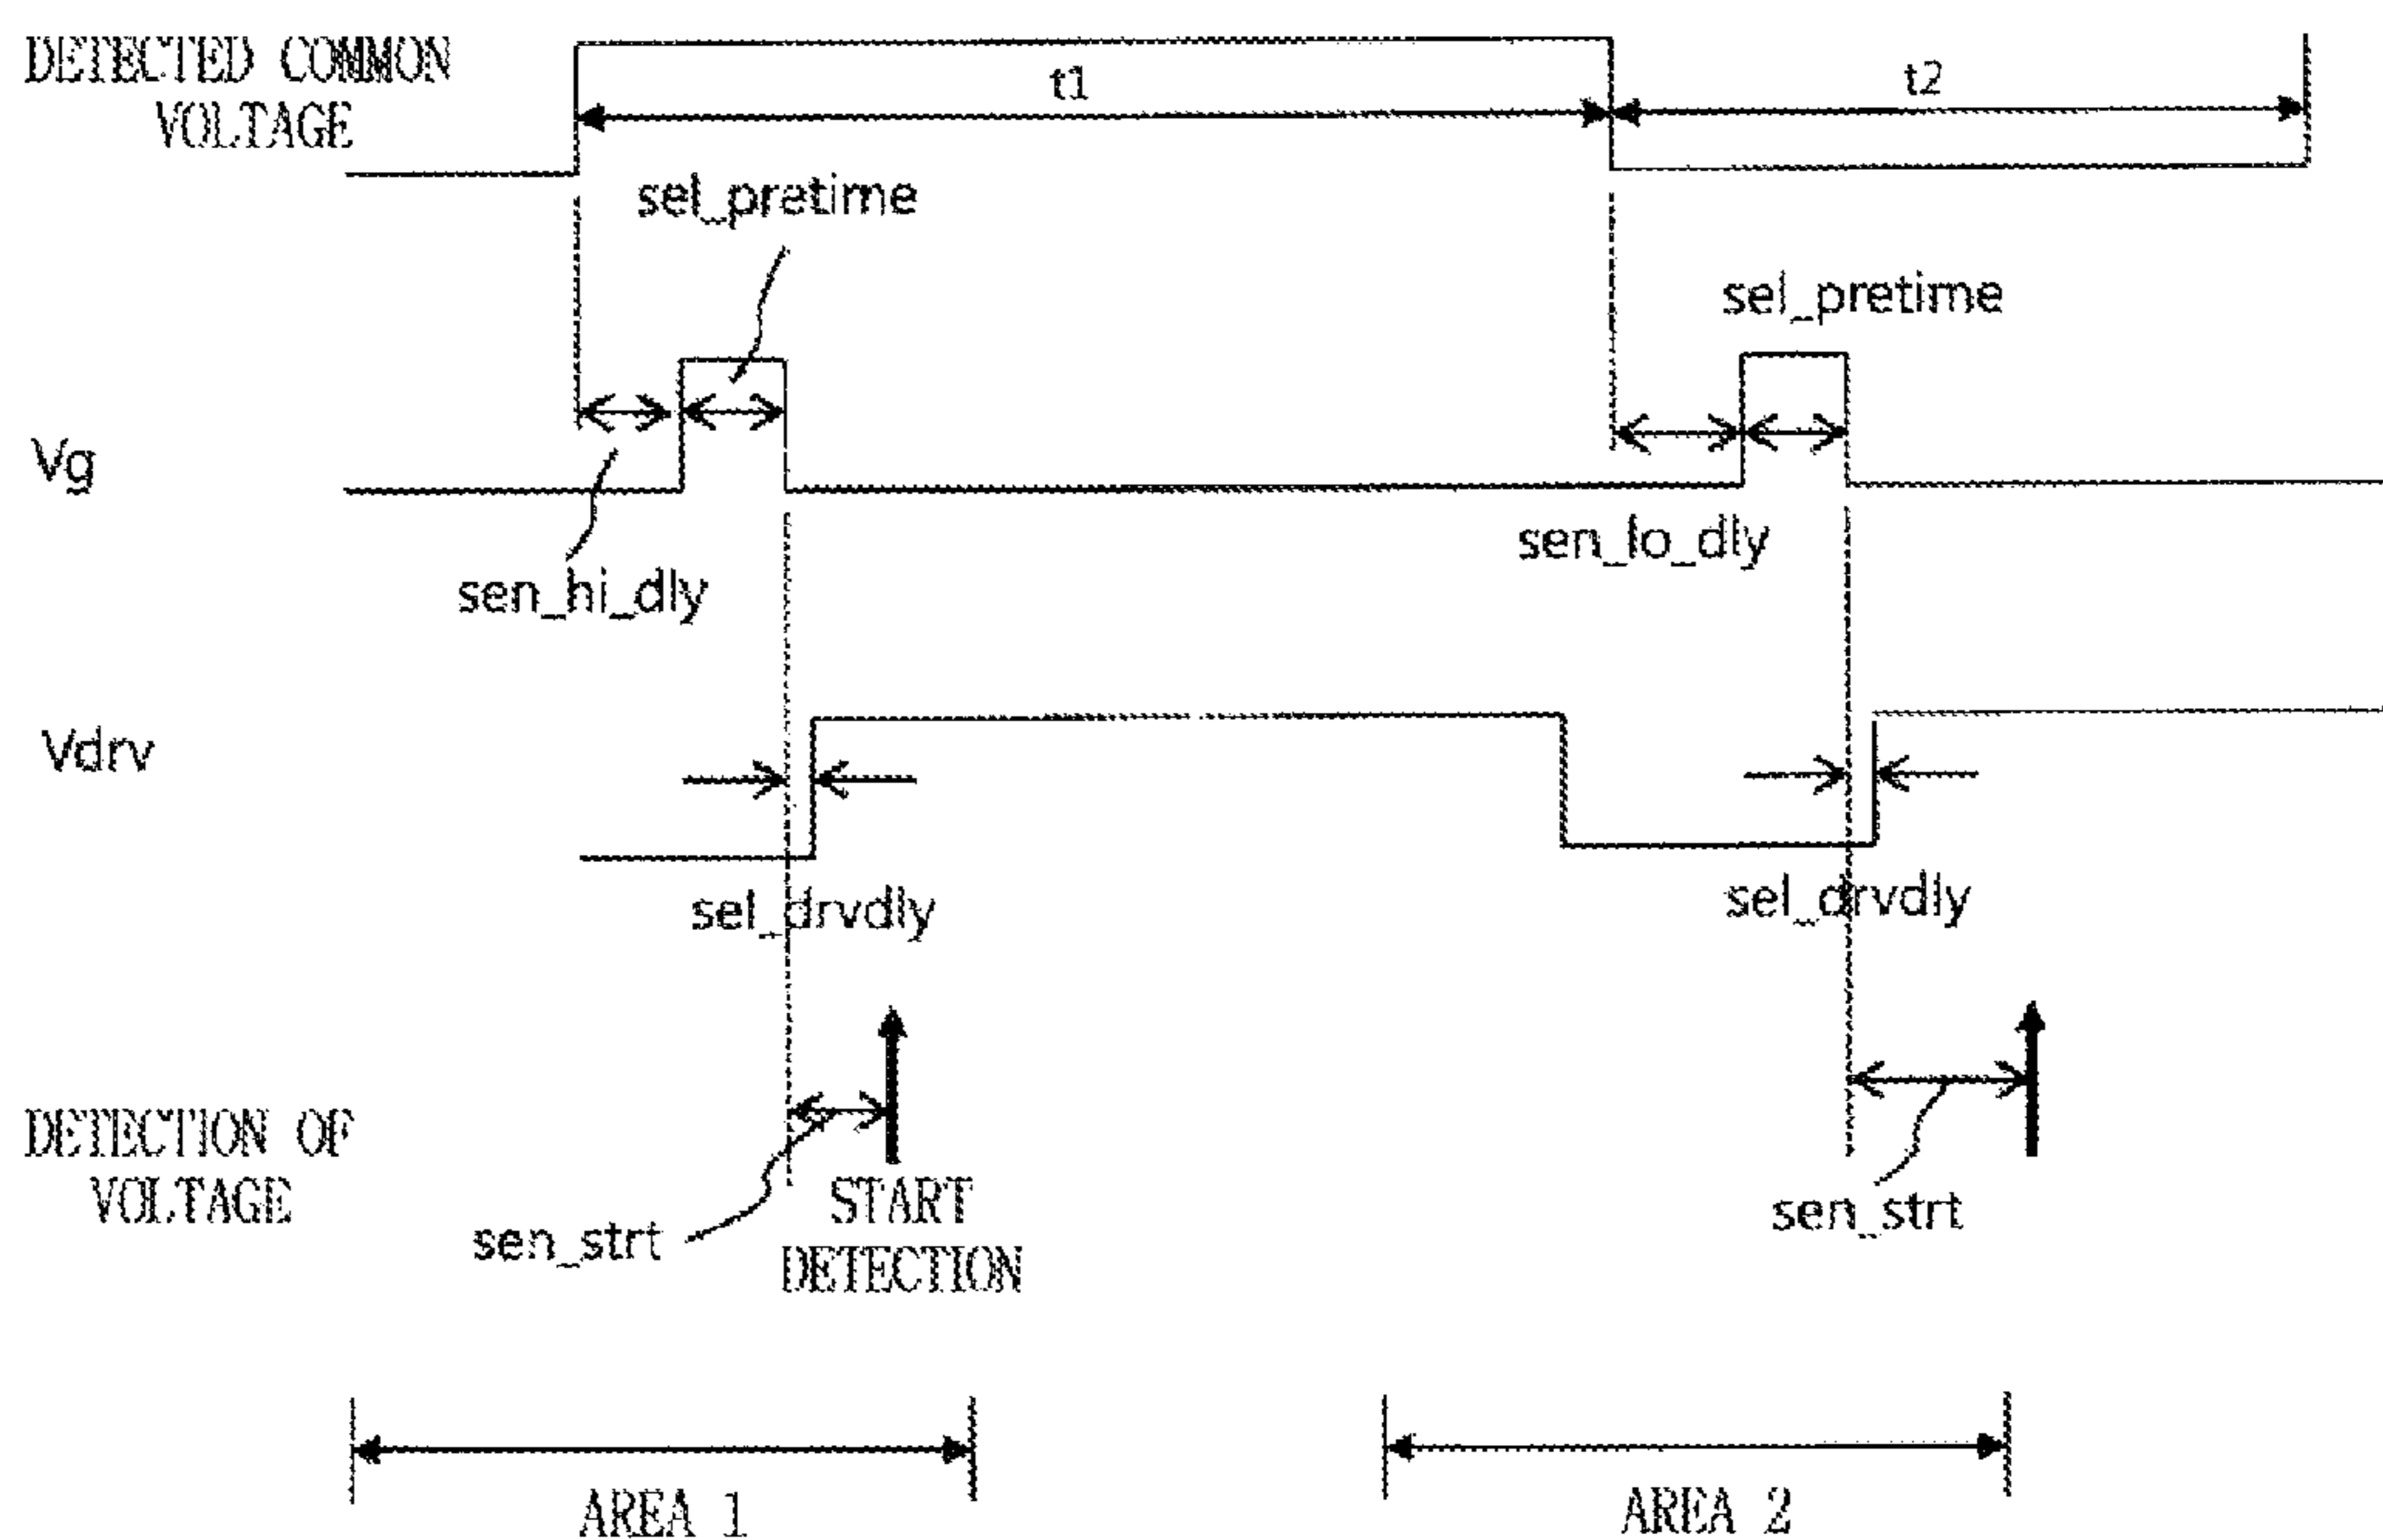 DETECTED COMMON
VOLTAGE
t1
t2
sel_pretime
sel_pretime
Vg
sen_hi_dly
sen_lo_dly
Vdrv
sel_drvdly
sel_drvdly
DETECTION OF
VOLTAGE
sen_strt
START
DETECTION
sen_strt
AREA 1
AREA 2